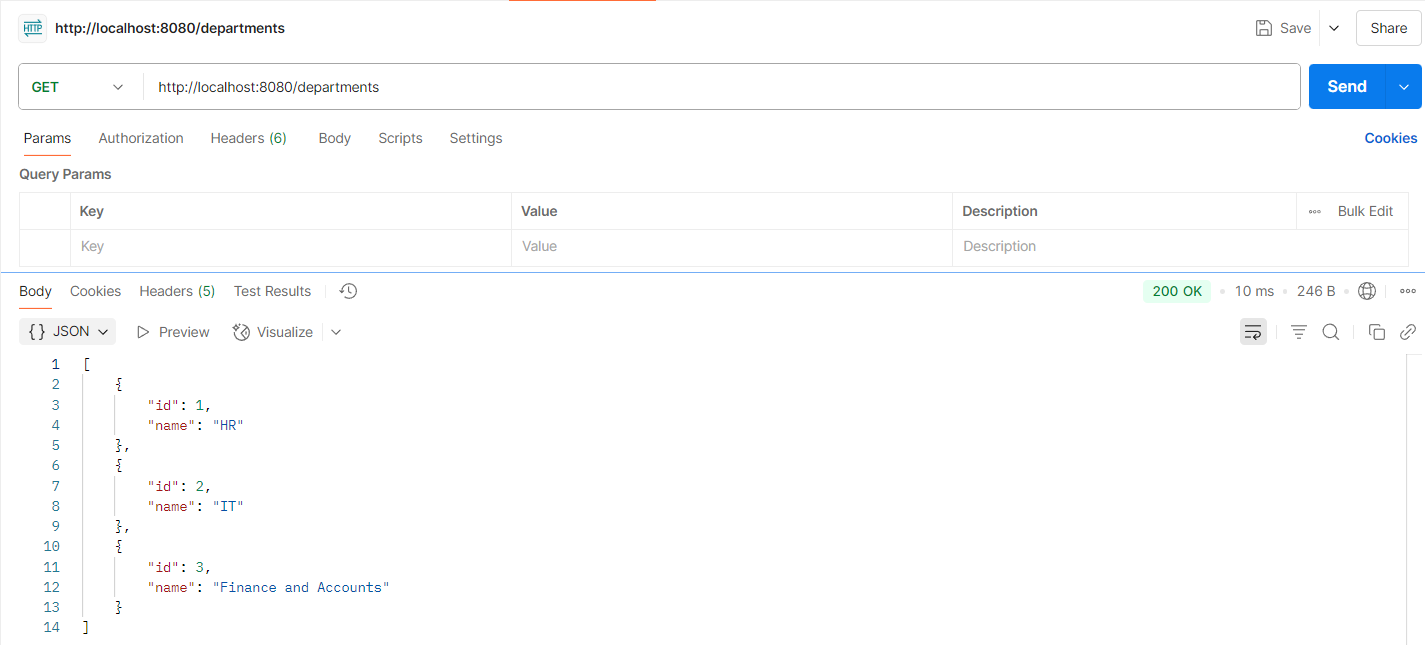 HTTP http://localhost:8080/departments Save Share
GET http://localhost:8080/departments Send
Params Authorization Headers (6) Body Scripts Settings Cookies
Query Params
Key Value Description Bulk Edit
Key Value Description
Body Cookies Headers (5) Test Results 200 OK 10 ms 246 B
{} JSON Preview Visualize
1 [
2 {
3 "id": 1,
4 "name": "HR"
5 },
6 {
7 "id": 2,
8 "name": "IT"
9 },
10 {
11 "id": 3,
12 "name": "Finance and Accounts"
13 }
14 ]